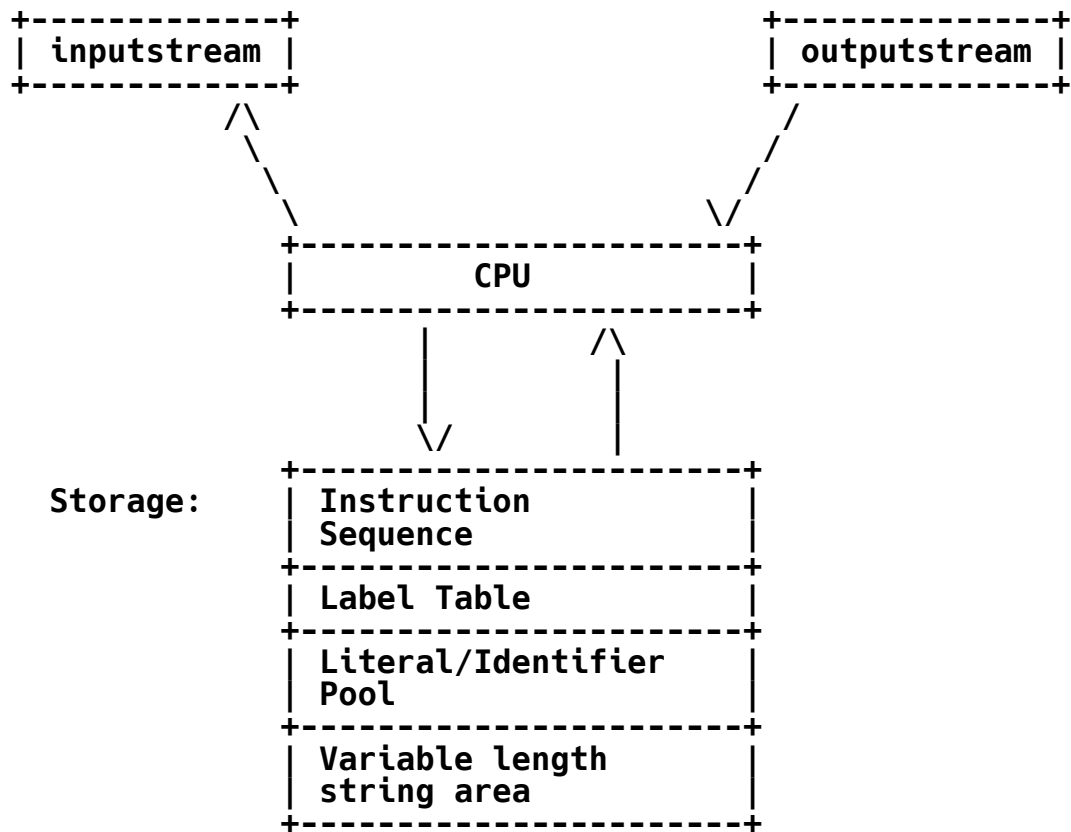 inputstream outputstream
CPU
Storage: Instruction
Sequence
Label Table
Literal/Identifier
Pool
Variable length
string area